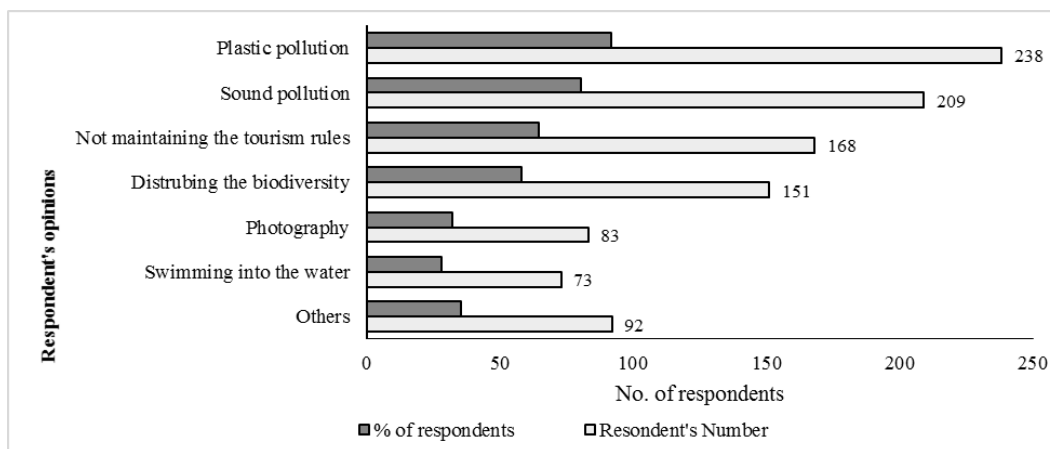 Respondent's opinions
Plastic pollution
238
Sound pollution
209
Not maintaining the tourism rules
168
Distrubing the biodiversity
151
Photography
83
Swimming into the water
73
Others
92
0 50 100 150 200 250
No. of respondents
% of respondents Resondent's Number